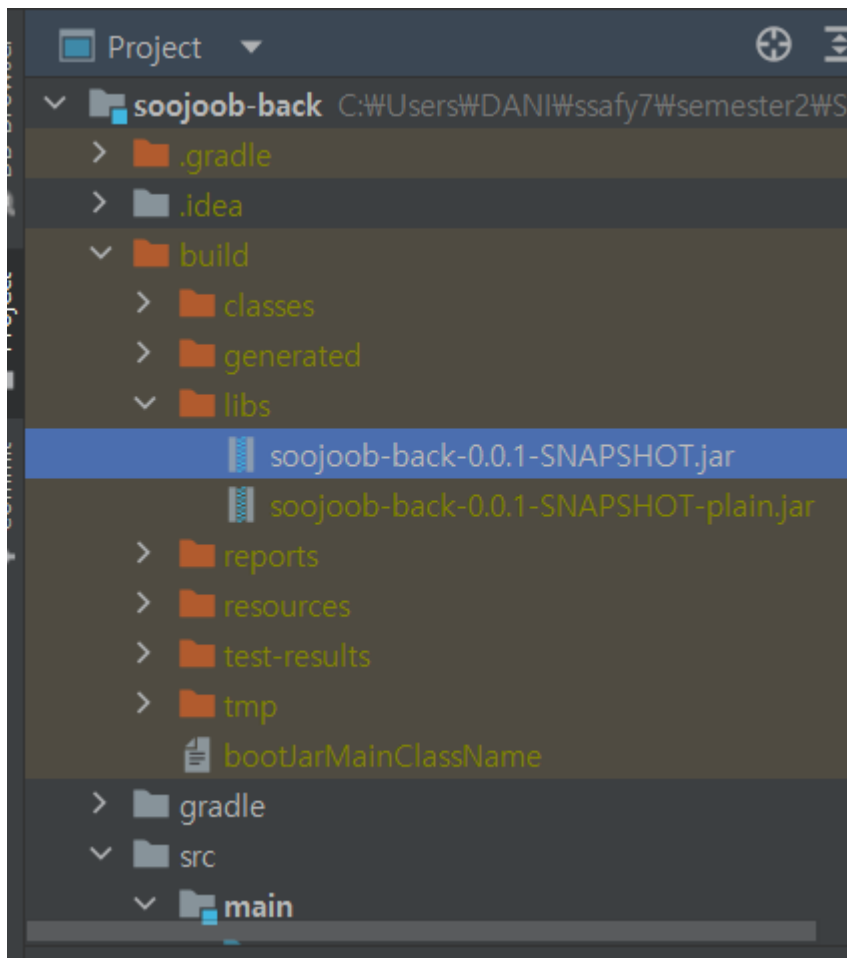 Project
soojoob-back C:₩Users₩DANI₩ssafy7₩semester2₩S
.gradle
.idea
build
classes
generated
libs
soojoob-back-0.0.1-SNAPSHOT.jar
soojoob-back-0.0.1-SNAPSHOT-plain.jar
reports
resources
test-results
tmp
bootJarMainClassName
gradle
src
main